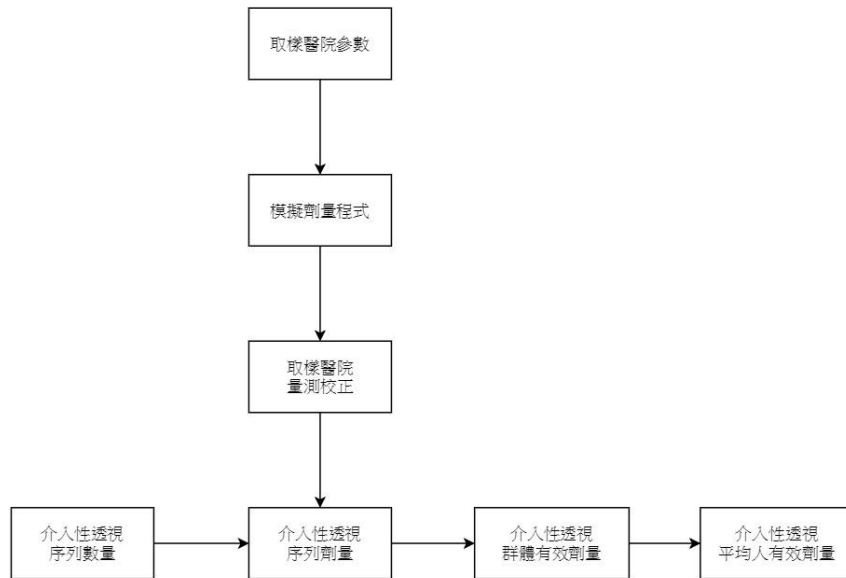 取樣醫院參數
模擬劑量程式
取樣醫院
量測校正
介入性透視
序列數量
介入性透視
序列劑量
介入性透視
群體有效劑量
介入性透視
平均人有效劑量